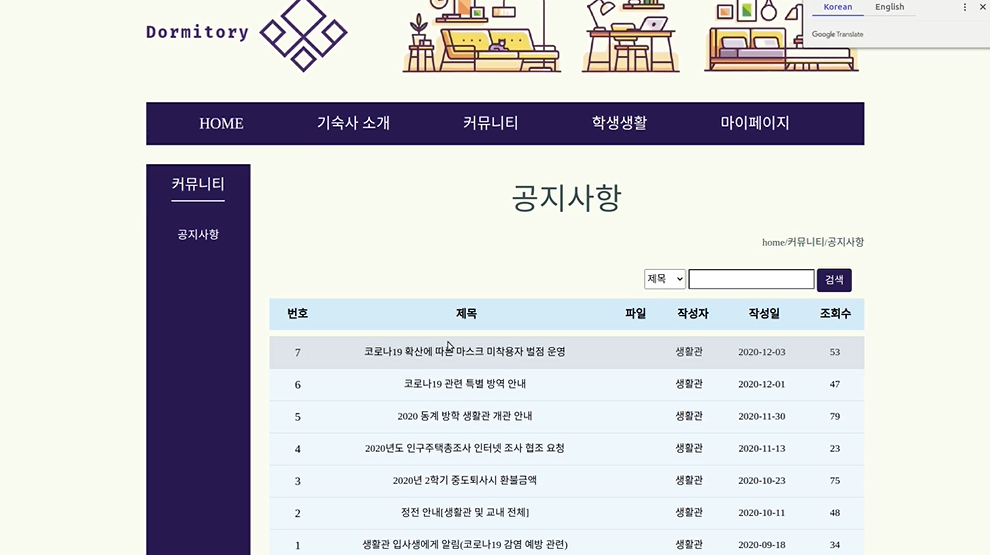 Korean English
Google Translate
Dormitory
HOME 기숙사 소개 커뮤니티 학생생활 마이페이지
커뮤니티
공지사항
공지사항
home/커뮤니티/공지사항
제목 검색
번호 제목 파일 작성자 작성일 조회수
7 코로나19 확산에 따른 마스크 미착용자 벌점 운영 생활관 2020-12-03 53
6 코로나19 관련 특별 방역 안내 생활관 2020-12-01 47
5 2020 동계 방학 생활관 개관 안내 생활관 2020-11-30 79
4 2020년도 인구주택총조사 인터넷 조사 협조 요청 생활관 2020-11-13 23
3 2020년 2학기 중도퇴사시 환불금액 생활관 2020-10-23 75
2 정전 안내[생활관 및 교내 전체] 생활관 2020-10-11 48
1 생활관 입사생에게 알림(코로나19 감염 예방 관련) 생활관 2020-09-18 34